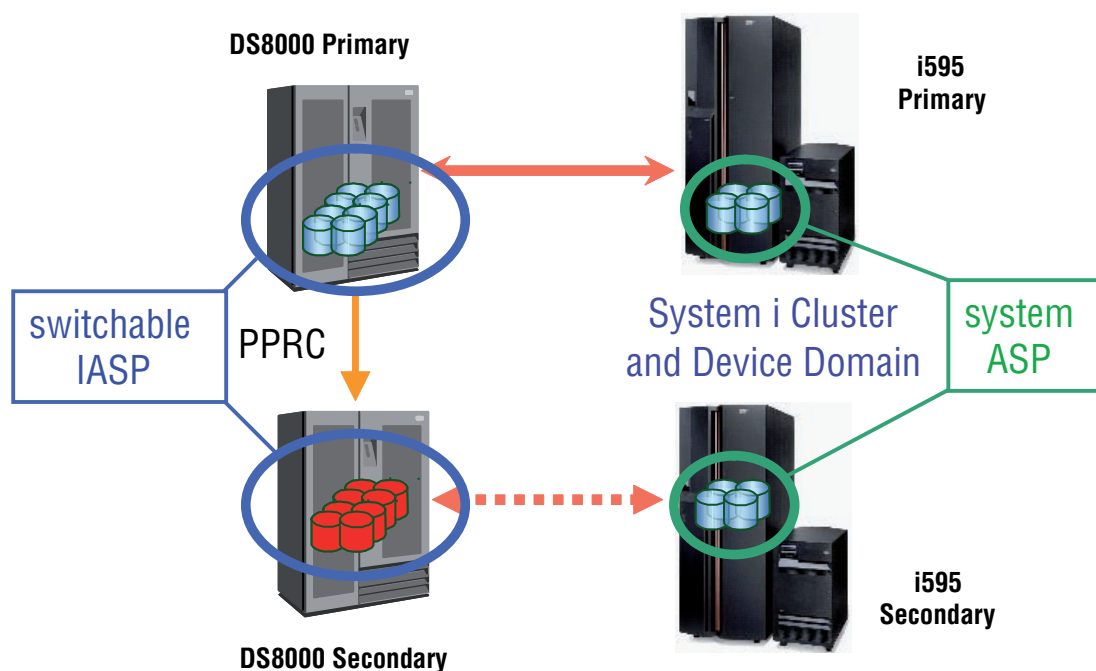 DS8000 Primary
i595
Primary
switchable
IASP
PPRC
System i Cluster
and Device Domain
system
ASP
i595
Secondary
DS8000 Secondary